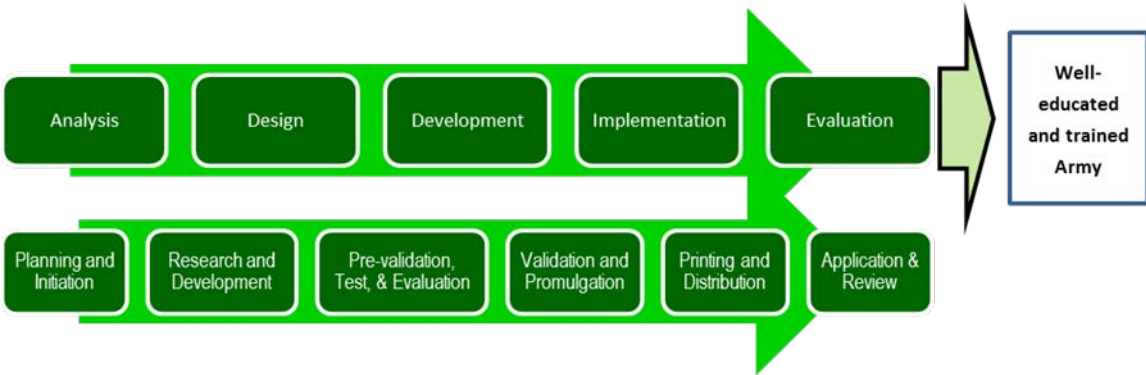 Analysis
Design
Development
Implementation
Evaluation
Well-
educated
and trained
Army
Planning and
Initiation
Research and
Development
Pre-validation,
Test, & Evaluation
Validation and
Promulgation
Printing and
Distribution
Application &
Review